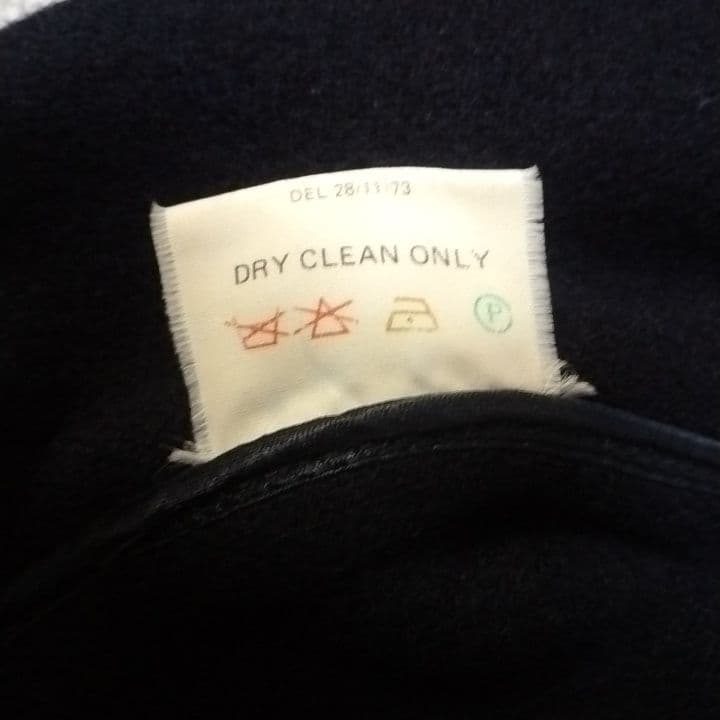 DEL 28/11/73
DRY CLEAN ONLY
P